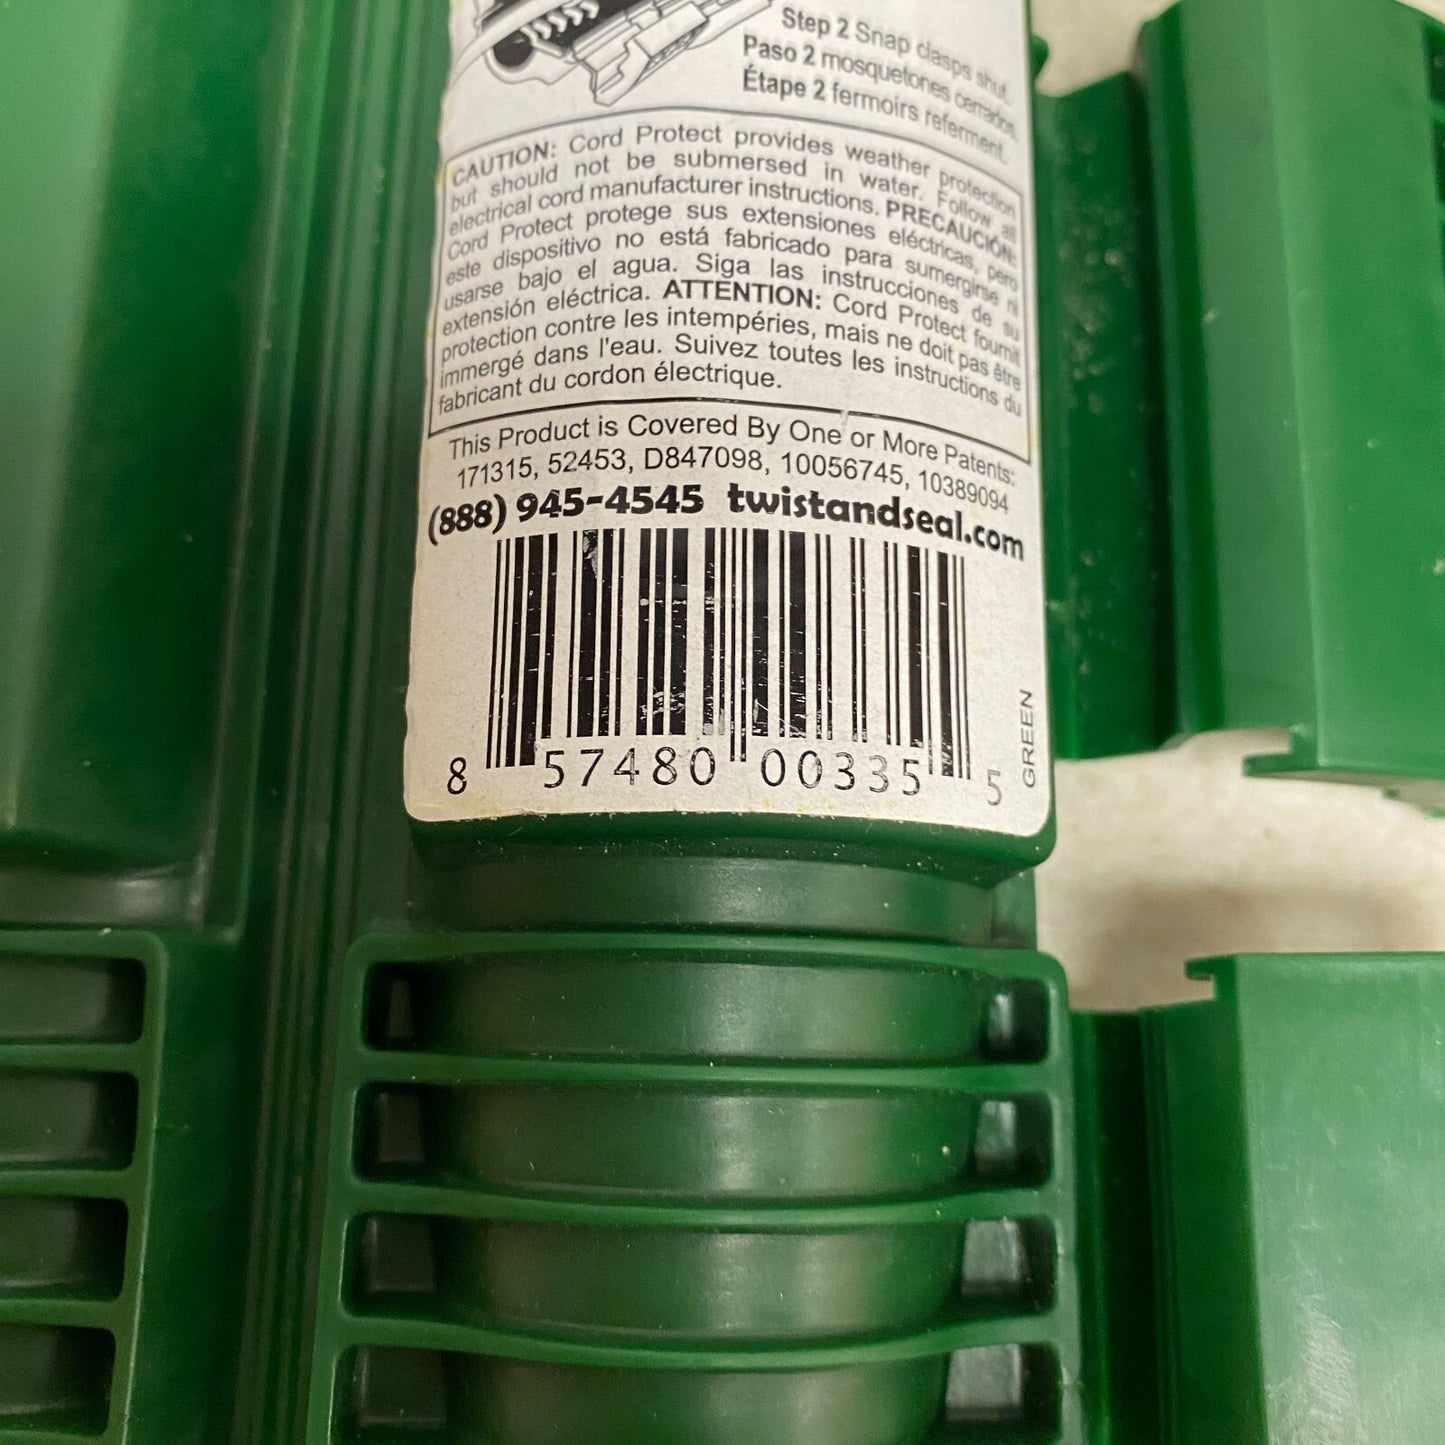 Step 2 Snap clasps shut.
Paso 2 mosquetones cerrados.
Étape 2 fermoirs referment.
CAUTION: Cord Protect provides weather protection
but should not be submersed in water. Follow all
electrical cord manufacturer instructions. PRECAUCIÓN:
Cord Protect protege sus extensiones eléctricas, pero
este dispositivo no está fabricado para sumergirse ni
usarse bajo el agua. Siga las instrucciones de su
extensión eléctrica. ATTENTION: Cord Protect fournit
protection contre les intempéries, mais ne doit pas être
immergé dans l'eau. Suivez toutes les instructions du
fabricant du cordon électrique.
This Product is Covered By One or More Patents:
171315, 52453, D847098, 10056745, 10389094
(888) 945-4545 twistandseal.com
8 57480 00335 5
GREEN